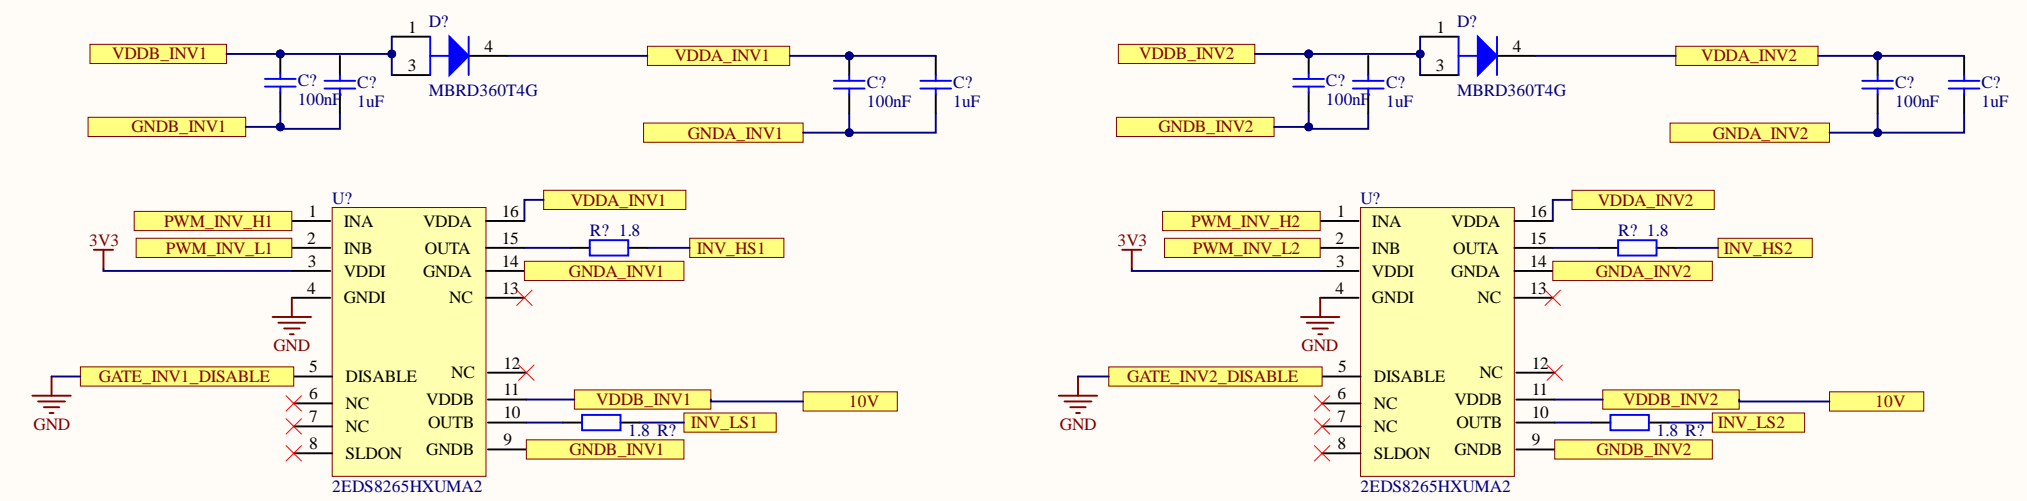 D?
1
VDDB_INV1
4
VDDA_INV1
3
C?
100nF
C?
1uF
MBRD360T4G
C?
100nF
C?
1uF
GNDB_INV1
GNDA_INV1
D?
1
VDDB_INV2
4
VDDA_INV2
3
C?
100nF
C?
1uF
MBRD360T4G
C?
100nF
C?
1uF
GNDB_INV2
GNDA_INV2
U?
VDDA_INV1
PWM_INV_H1 1 INA VDDA 16
R? 1.8
3V3
PWM_INV_L1 2 INB OUTA 15 INV_HS1
3 VDDI GNDA 14 GNDA_INV1
4 GNDI NC 13
GND
GATE_INV1_DISABLE 5 DISABLE NC 12
GND
6 NC VDDB 11 VDDB_INV1 10V
7 NC OUTB 10 INV_LS1
1.8 R?
8 SLDON GNDB 9 GNDB_INV1
2EDS8265HXUMA2
U?
VDDA_INV2
PWM_INV_H2 1 INA VDDA 16
R? 1.8
3V3
PWM_INV_L2 2 INB OUTA 15 INV_HS2
3 VDDI GNDA 14 GNDA_INV2
4 GNDI NC 13
GND
GATE_INV2_DISABLE 5 DISABLE NC 12
GND
6 NC VDDB 11 VDDB_INV2 10V
7 NC OUTB 10 INV_LS2
1.8 R?
8 SLDON GNDB 9 GNDB_INV2
2EDS8265HXUMA2